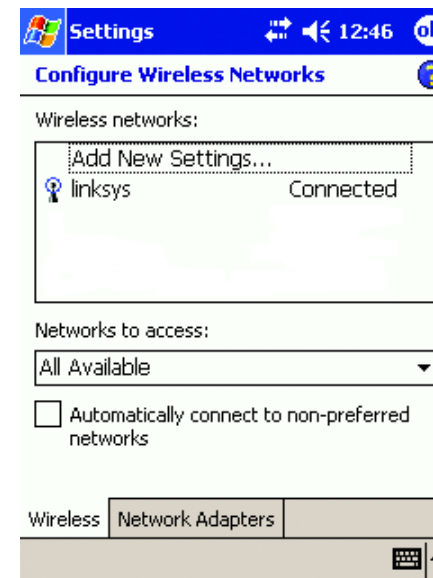 Settings 12:46 ok
Configure Wireless Networks ?
Wireless networks:
Add New Settings...
linksys Connected
Networks to access:
All Available
Automatically connect to non-preferred
networks
Wireless Network Adapters